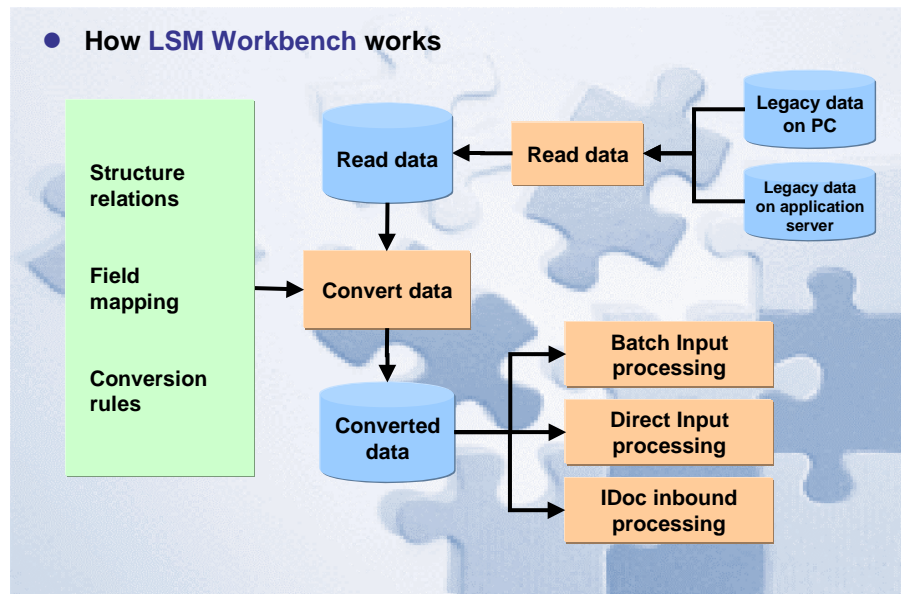 How LSM Workbench works
Structure
relations
Field
mapping
Conversion
rules
Read data
Read data
Legacy data
on PC
Legacy data
on application
server
Convert data
Converted
data
Batch Input
processing
Direct Input
processing
IDoc inbound
processing